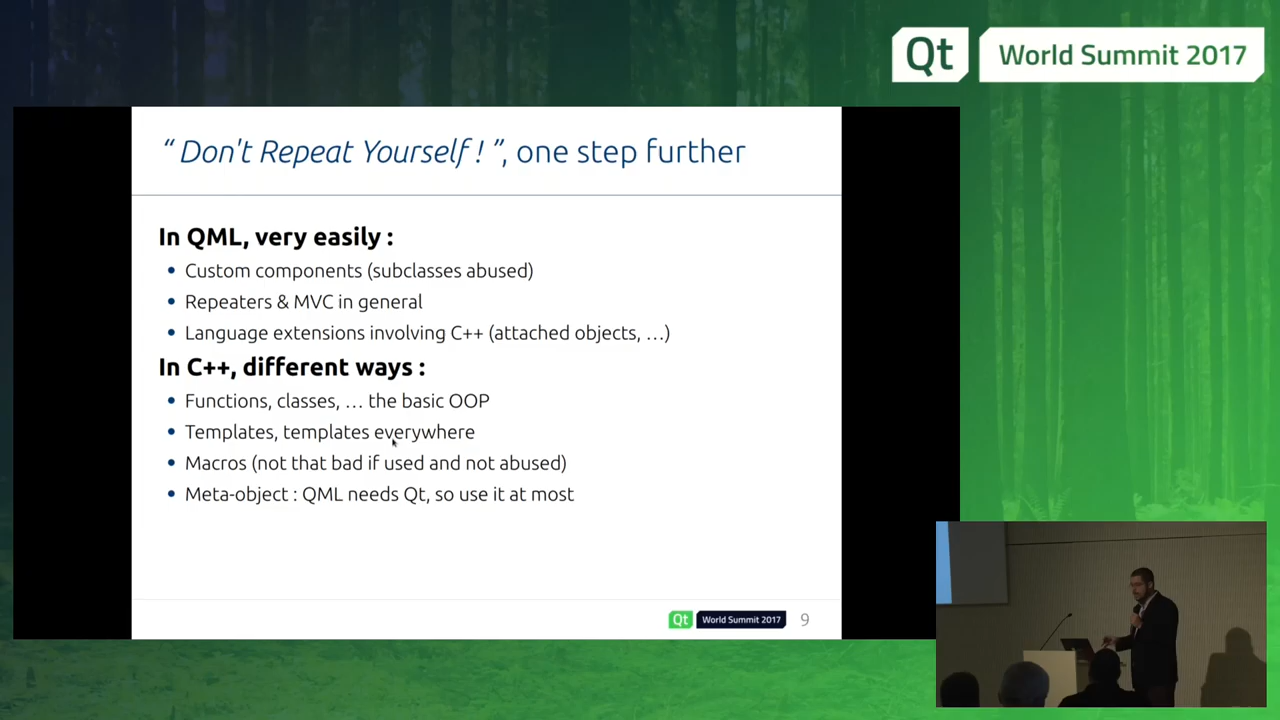 Qt World Summit 2017
“ Don't Repeat Yourself ! ”, one step further
In QML, very easily :
• Custom components (subclasses abused)
• Repeaters & MVC in general
• Language extensions involving C++ (attached objects, …)
In C++, different ways :
• Functions, classes, … the basic OOP
• Templates, templates everywhere
• Macros (not that bad if used and not abused)
• Meta-object : QML needs Qt, so use it at most
Qt World Summit 2017 9